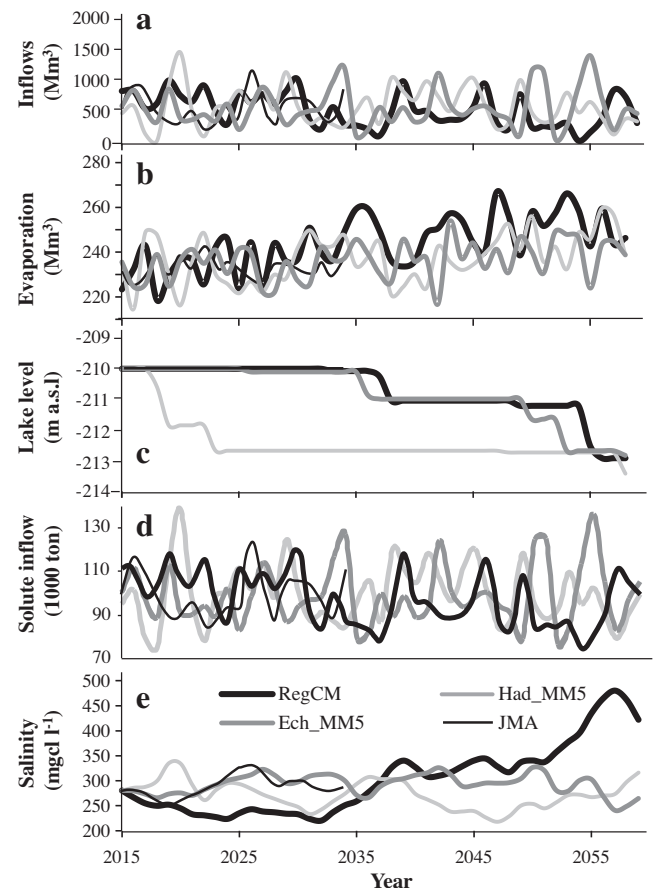 a
2000
1500
1000
500
0
Inflows
(Mm³)
b
280
260
240
220
Evaporation
(Mm³)
-209
-210
-211
-212
-213
-214
Lake level
(m a.s.l)
c
d
130
110
90
70
Solute inflow
(1000 ton)
e
500
450
400
350
300
250
200
Salinity
(mgcl l⁻¹)
RegCM
Had_MM5
Ech_MM5
JMA
2015 2025 2035 2045 2055
Year